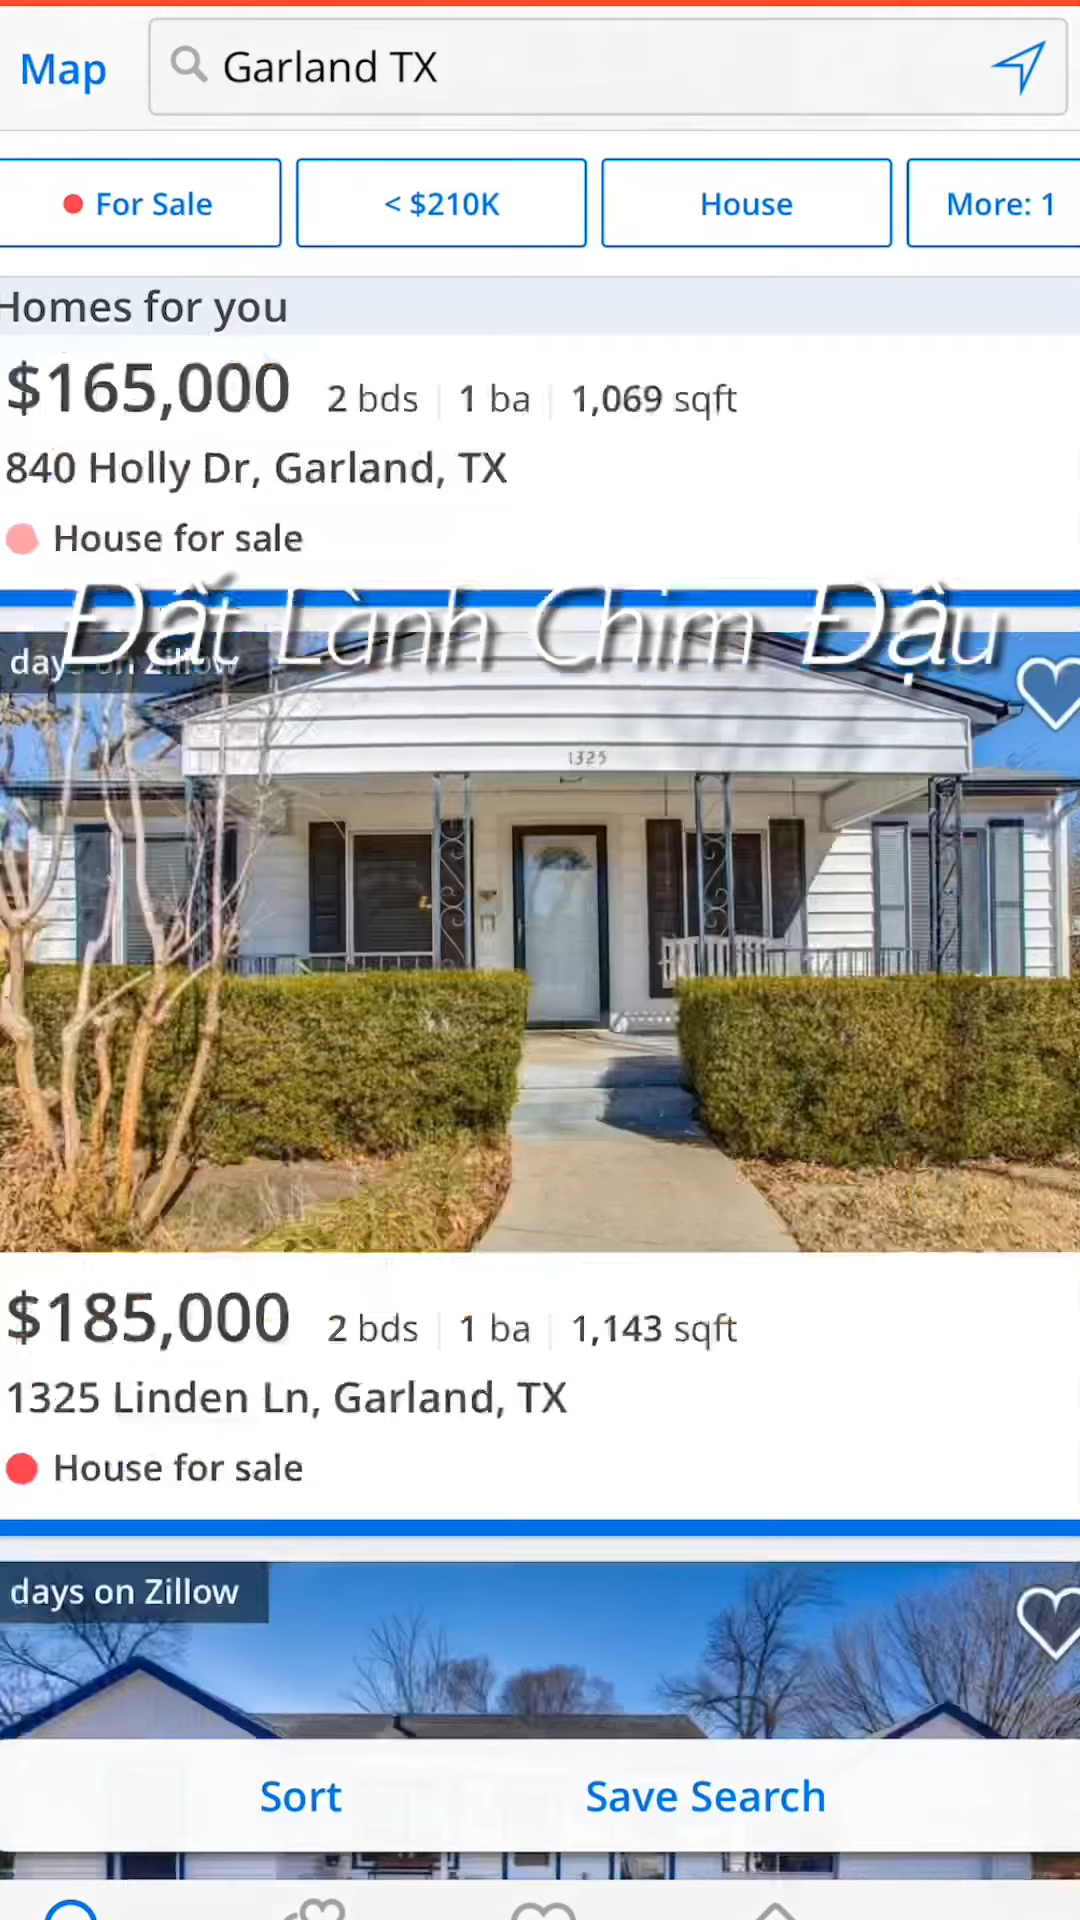 Map
Garland TX
For Sale
< $210K
House
More: 1
Homes for you
$165,000 2 bds 1 ba 1,069 sqft
840 Holly Dr, Garland, TX
House for sale
Đất Lành Chim Đậu
days on Zillow
1325
$185,000 2 bds 1 ba 1,143 sqft
1325 Linden Ln, Garland, TX
House for sale
days on Zillow
Sort
Save Search